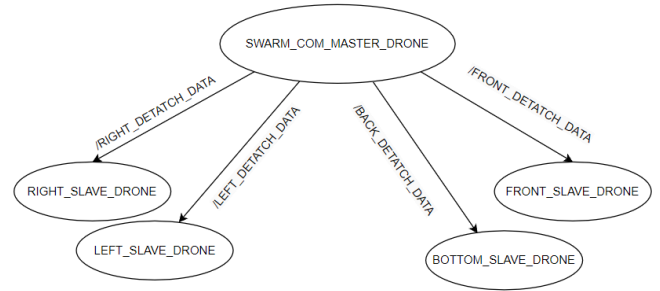 SWARM_COM_MASTER_DRONE
/RIGHT_DETATCH_DATA
/LEFT_DETATCH_DATA
/BACK_DETATCH_DATA
/FRONT_DETATCH_DATA
RIGHT_SLAVE_DRONE
FRONT_SLAVE_DRONE
LEFT_SLAVE_DRONE
BOTTOM_SLAVE_DRONE